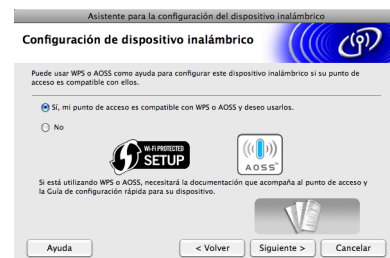 Asistente para la configuración del dispositivo inalámbrico
Configuración de dispositivo inalámbrico
Puede usar WPS o AOSS como ayuda para configurar este dispositivo inalámbrico si su punto de
acceso es compatible con ellos.
Sí, mi punto de acceso es compatible con WPS o AOSS y deseo usarlos.
No
Wi-Fi PROTECTED
SETUP
AOSS™
Si está utilizando WPS o AOSS, necesitará la documentación que acompaña al punto de acceso y
la Guía de configuración rápida para su dispositivo.
Ayuda
< Volver
Siguiente >
Cancelar